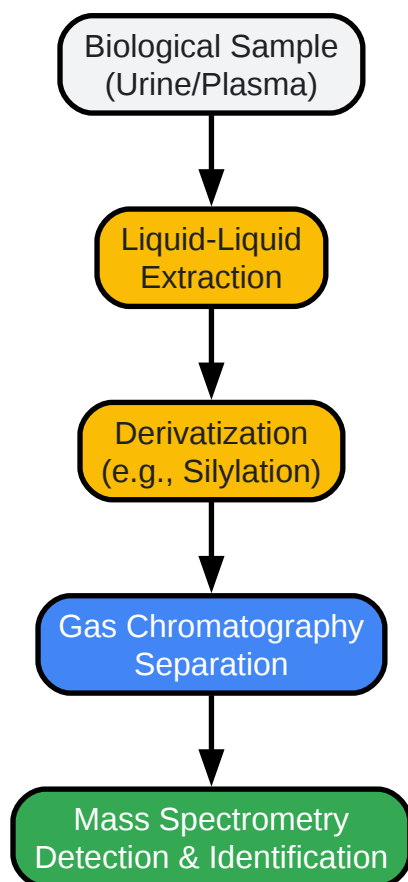 Biological Sample
(Urine/Plasma)
Liquid-Liquid
Extraction
Derivatization
(e.g., Silylation)
Gas Chromatography
Separation
Mass Spectrometry
Detection & Identification